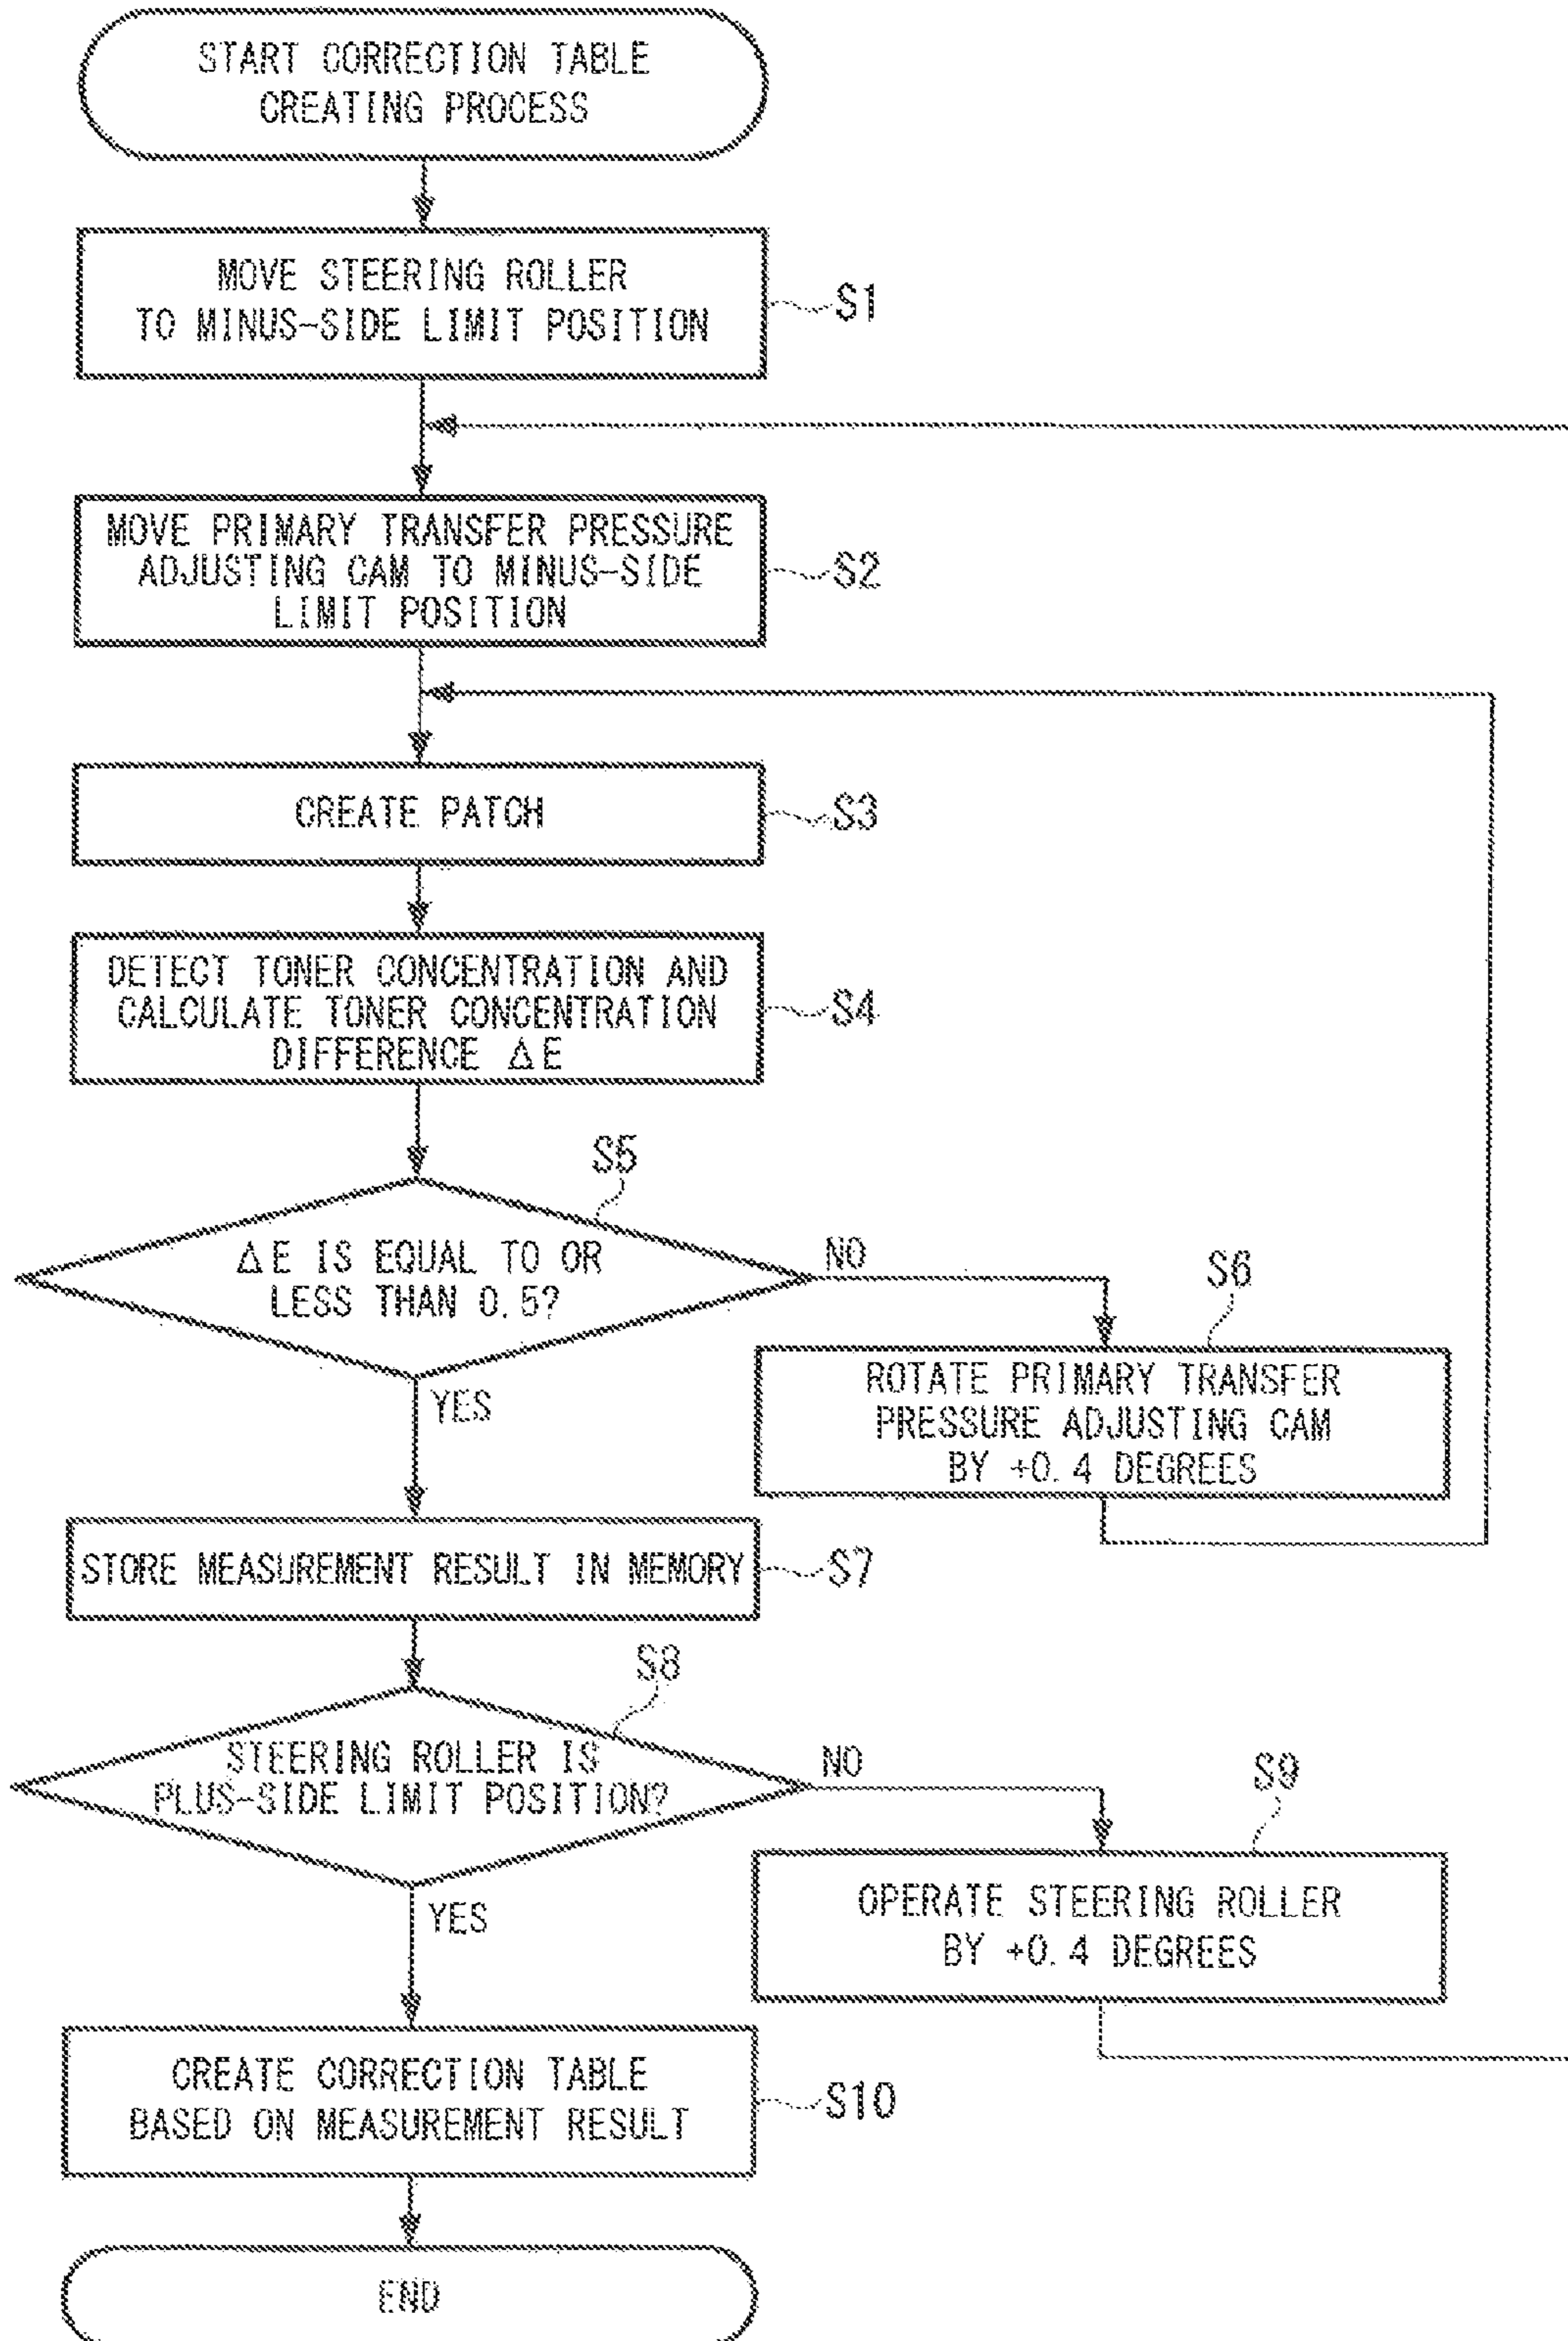 START CORRECTION TABLE
CREATING PROCESS
MOVE STEERING ROLLER
TO MINUS-SIDE LIMIT POSITION
S1
MOVE PRIMARY TRANSFER PRESSURE
ADJUSTING CAM TO MINUS-SIDE
LIMIT POSITION
S2
CREATE PATCH
S3
DETECT TONER CONCENTRATION AND
CALCULATE TONER CONCENTRATION
DIFFERENCE ΔE
S4
S5
ΔE IS EQUAL TO OR
LESS THAN 0.5?
NO
YES
S6
ROTATE PRIMARY TRANSFER
PRESSURE ADJUSTING CAM
BY +0.4 DEGREES
STORE MEASUREMENT RESULT IN MEMORY
S7
S8
STEERING ROLLER IS
PLUS-SIDE LIMIT POSITION?
NO
YES
S9
OPERATE STEERING ROLLER
BY +0.4 DEGREES
CREATE CORRECTION TABLE
BASED ON MEASUREMENT RESULT
S10
END